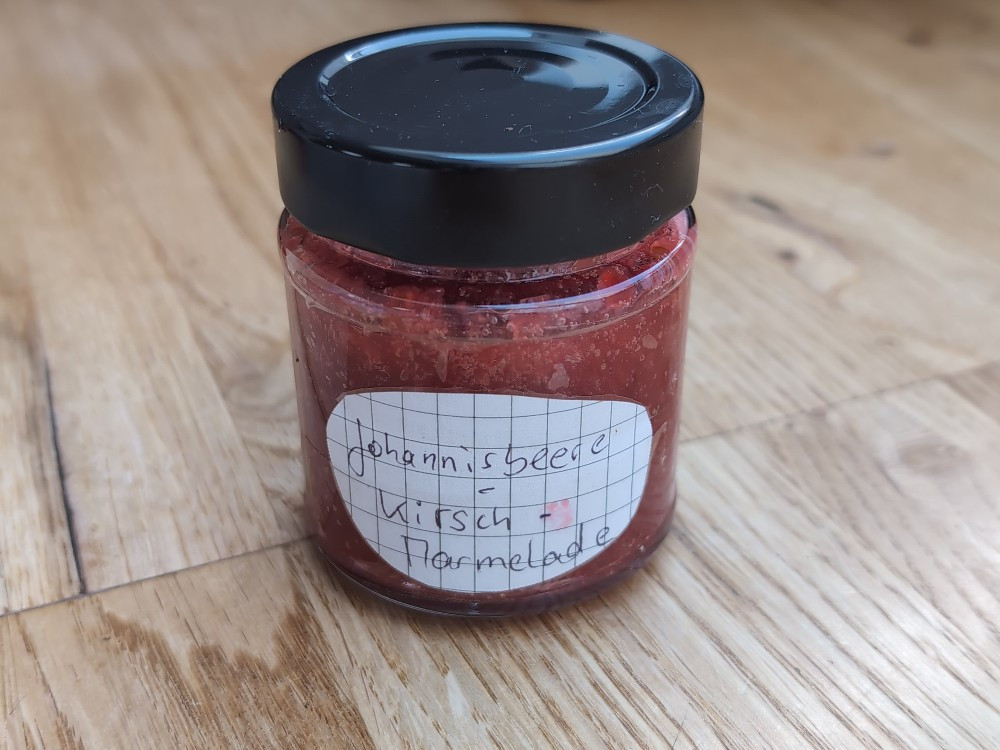 Johannisbeere
-
Kirsch -
Marmelade